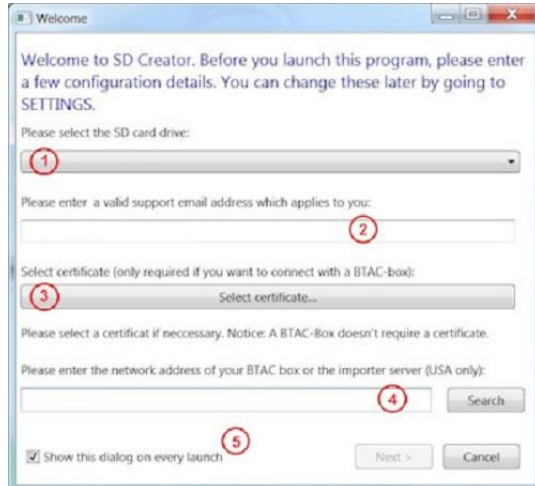 Welcome
Welcome to SD Creator. Before you launch this program, please enter
a few configuration details. You can change these later by going to
SETTINGS.
Please select the SD card drive:
1
Please enter a valid support email address which applies to you:
2
Select certificate (only required if you want to connect with a BTAC-box):
3 Select certificate...
Please select a certificat if neccessary. Notice: A BTAC-Box doesn't require a certificate.
Please enter the network address of your BTAC box or the importer server (USA only):
4 Search
5
Show this dialog on every launch Next > Cancel